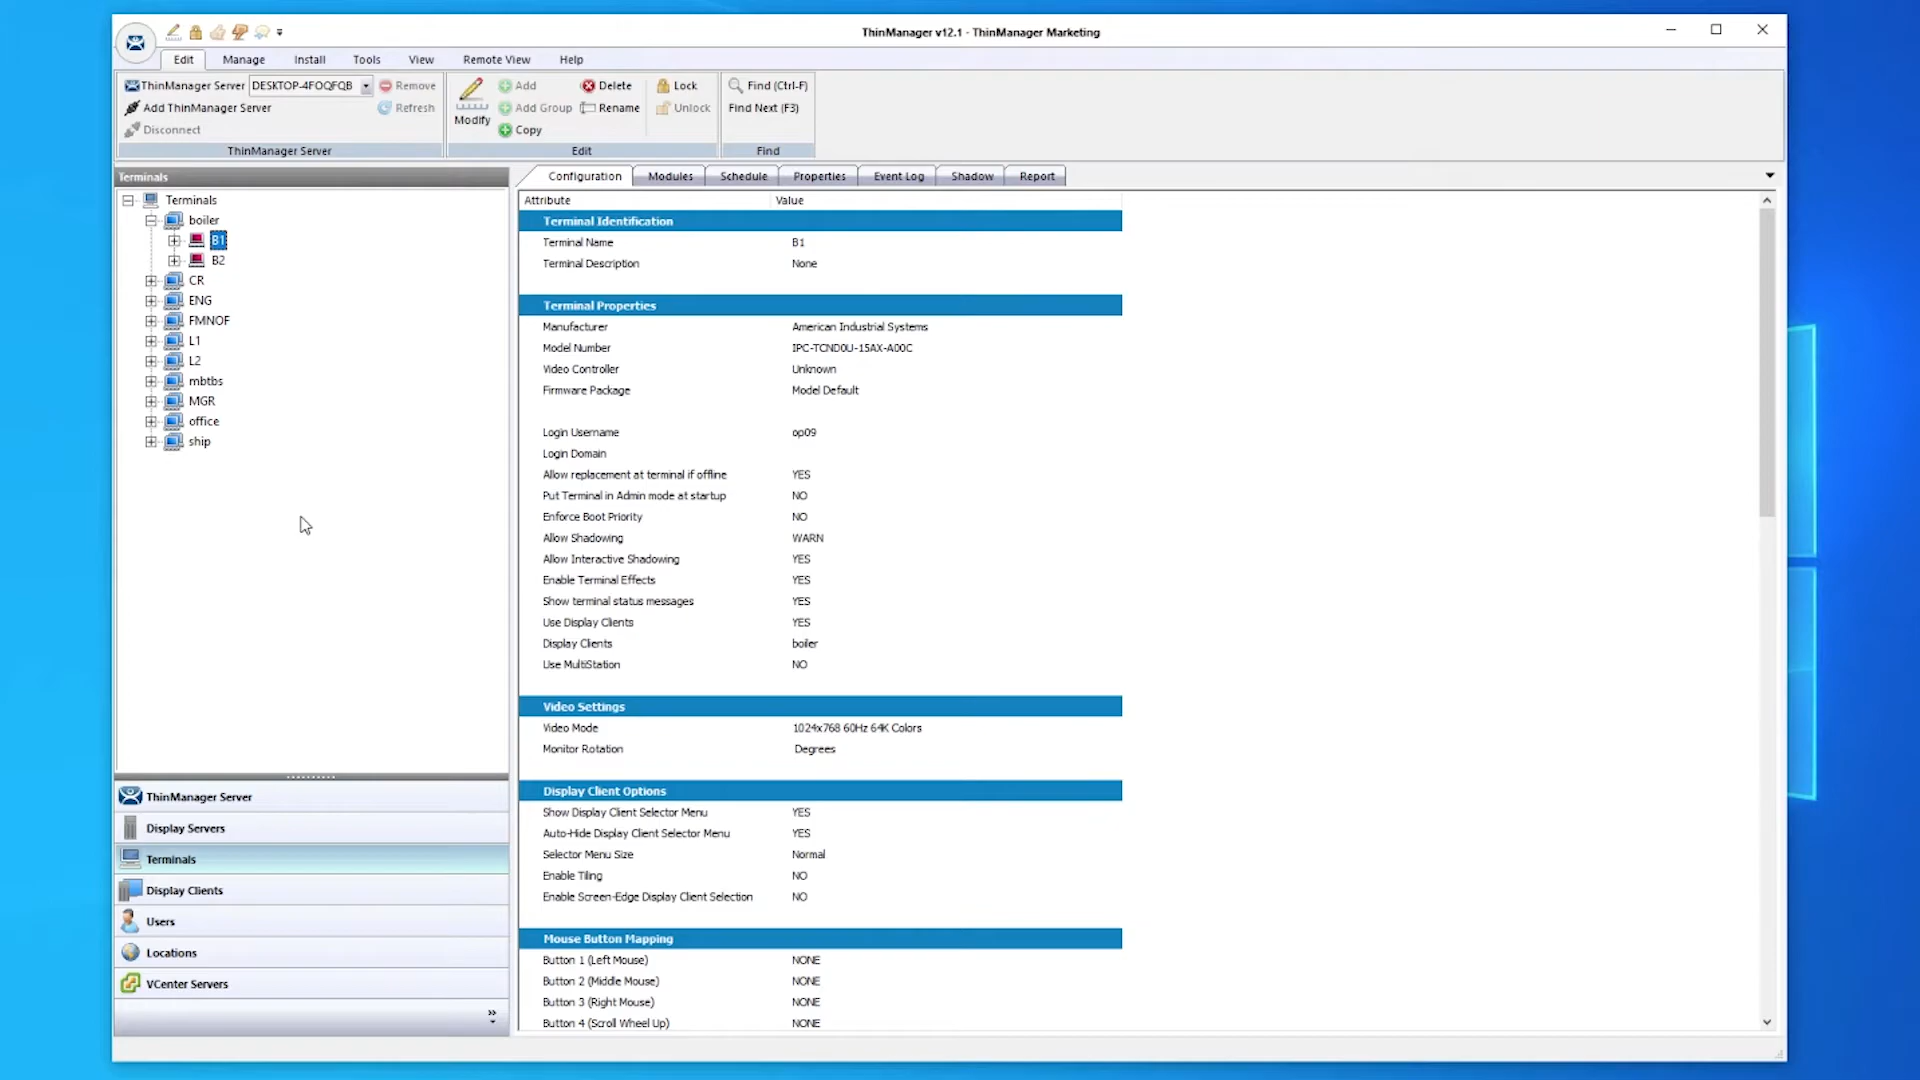 ThinManager v12.1 - ThinManager Marketing
Edit Manage Install Tools View Remote View Help
ThinManager Server DESKTOP-4FOQFQB Remove
Add ThinManager Server Refresh
Disconnect
ThinManager Server
Modify
Add Delete Lock
Add Group Rename Unlock
Copy
Edit
Find (Ctrl-F)
Find Next (F3)
Find
Terminals
Terminals
boiler
B1
B2
CR
ENG
FMNOF
L1
L2
mbtbs
MGR
office
ship
ThinManager Server
Display Servers
Terminals
Display Clients
Users
Locations
VCenter Servers
Configuration Modules Schedule Properties Event Log Shadow Report
Attribute Value
Terminal Identification
Terminal Name B1
Terminal Description None
Terminal Properties
Manufacturer American Industrial Systems
Model Number IPC-TCND0U-15AX-A00C
Video Controller Unknown
Firmware Package Model Default
Login Username op09
Login Domain
Allow replacement at terminal if offline YES
Put Terminal in Admin mode at startup NO
Enforce Boot Priority NO
Allow Shadowing WARN
Allow Interactive Shadowing YES
Enable Terminal Effects YES
Show terminal status messages YES
Use Display Clients YES
Display Clients boiler
Use MultiStation NO
Video Settings
Video Mode 1024x768 60Hz 64K Colors
Monitor Rotation Degrees
Display Client Options
Show Display Client Selector Menu YES
Auto-Hide Display Client Selector Menu YES
Selector Menu Size Normal
Enable Tiling NO
Enable Screen-Edge Display Client Selection NO
Mouse Button Mapping
Button 1 (Left Mouse) NONE
Button 2 (Middle Mouse) NONE
Button 3 (Right Mouse) NONE
Button 4 (Scroll Wheel Up) NONE